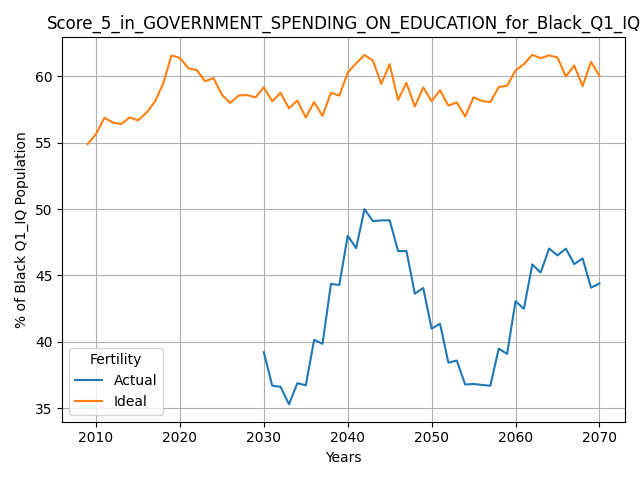 Score_5_in_GOVERNMENT_SPENDING_ON_EDUCATION_for_Black_Q1_IQ
60
55
50
45
40
35
% of Black Q1_IQ Population
Fertility
Actual
Ideal
2010 2020 2030 2040 2050 2060 2070
Years